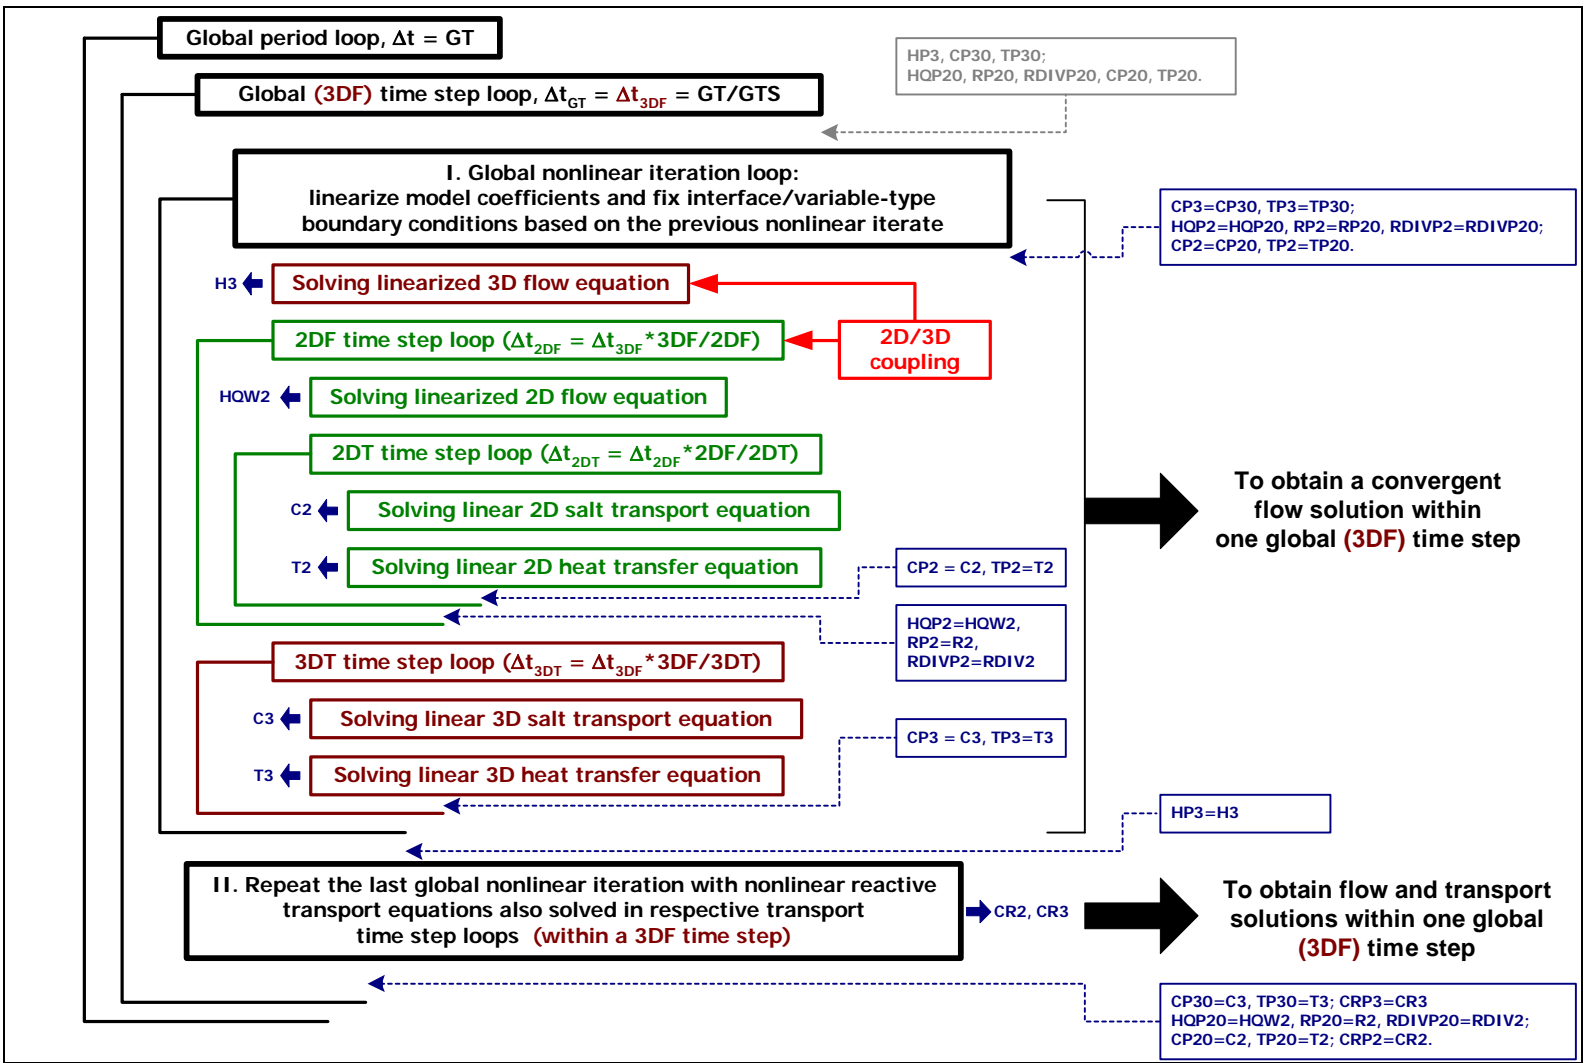 Global period loop, Δt = GT
HP3, CP30, TP30;
HQP20, RP20, RDIVP20, CP20, TP20.
Global (3DF) time step loop, Δt_GT = Δt_3DF = GT/GTS
I. Global nonlinear iteration loop:
linearize model coefficients and fix interface/variable-type
boundary conditions based on the previous nonlinear iterate
CP3=CP30, TP3=TP30;
HQP2=HQP20, RP2=RP20, RDIVP2=RDIVP20;
CP2=CP20, TP2=TP20.
H3
Solving linearized 3D flow equation
2DF time step loop (Δt_2DF = Δt_3DF*3DF/2DF)
2D/3D
coupling
HQW2
Solving linearized 2D flow equation
2DT time step loop (Δt_2DT = Δt_2DF*2DF/2DT)
C2
Solving linear 2D salt transport equation
To obtain a convergent
flow solution within
one global (3DF) time step
T2
Solving linear 2D heat transfer equation
CP2 = C2, TP2=T2
HQP2=HQW2,
RP2=R2,
RDIVP2=RDIV2
3DT time step loop (Δt_3DT = Δt_3DF*3DF/3DT)
C3
Solving linear 3D salt transport equation
CP3 = C3, TP3=T3
T3
Solving linear 3D heat transfer equation
HP3=H3
II. Repeat the last global nonlinear iteration with nonlinear reactive
transport equations also solved in respective transport
time step loops (within a 3DF time step)
CR2, CR3
To obtain flow and transport
solutions within one global
(3DF) time step
CP30=C3, TP30=T3; CRP3=CR3
HQP20=HQW2, RP20=R2, RDIVP20=RDIV2;
CP20=C2, TP20=T2; CRP2=CR2.